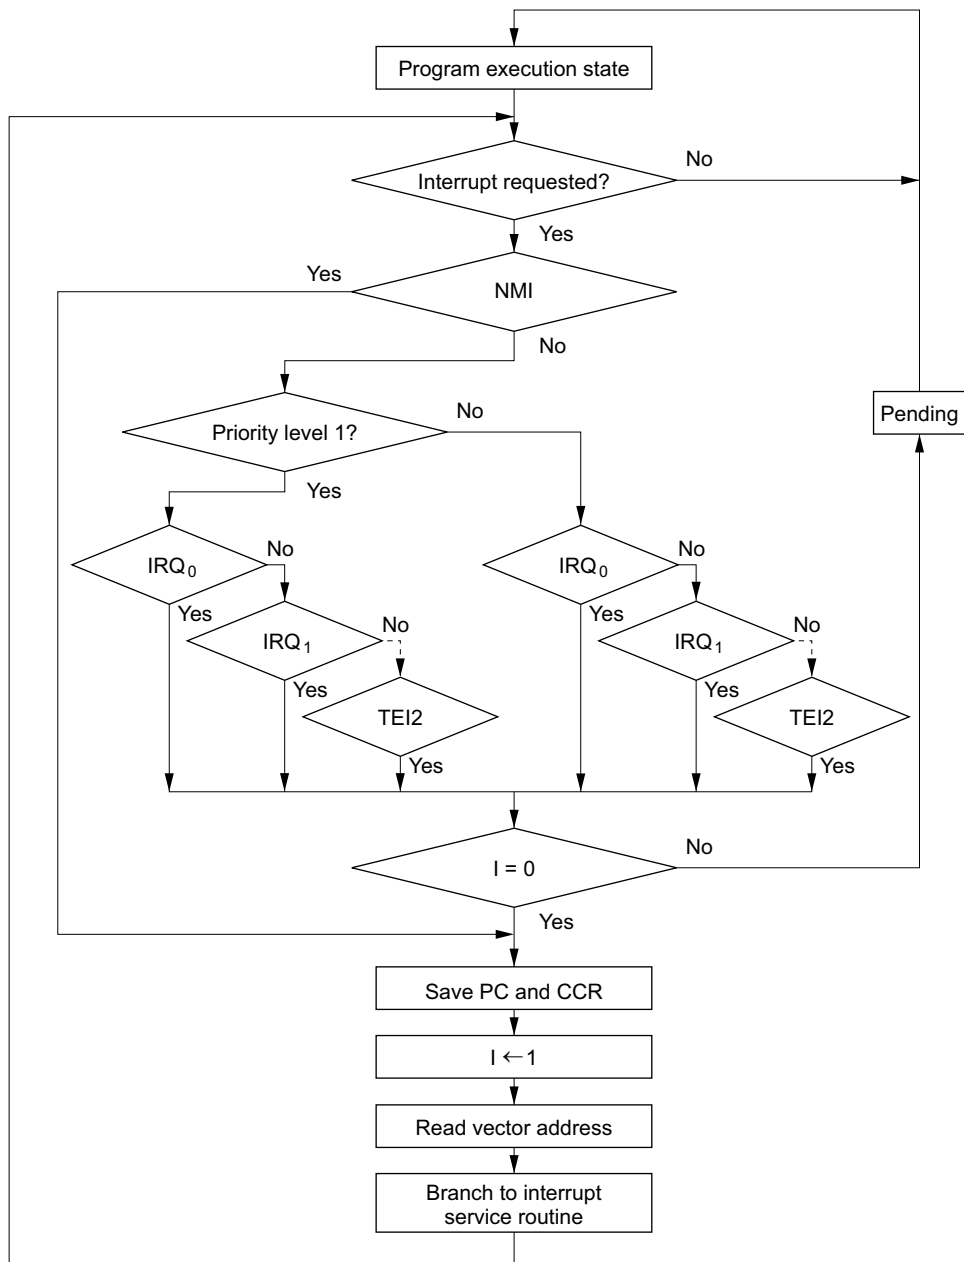 Program execution state
Interrupt requested?
No
Yes
Yes
NMI
No
Priority level 1?
No
Pending
Yes
IRQ0
No
IRQ0
No
Yes
Yes
IRQ1
No
IRQ1
No
Yes
Yes
TEI2
TEI2
Yes
Yes
I = 0
No
Yes
Save PC and CCR
I ← 1
Read vector address
Branch to interrupt
service routine